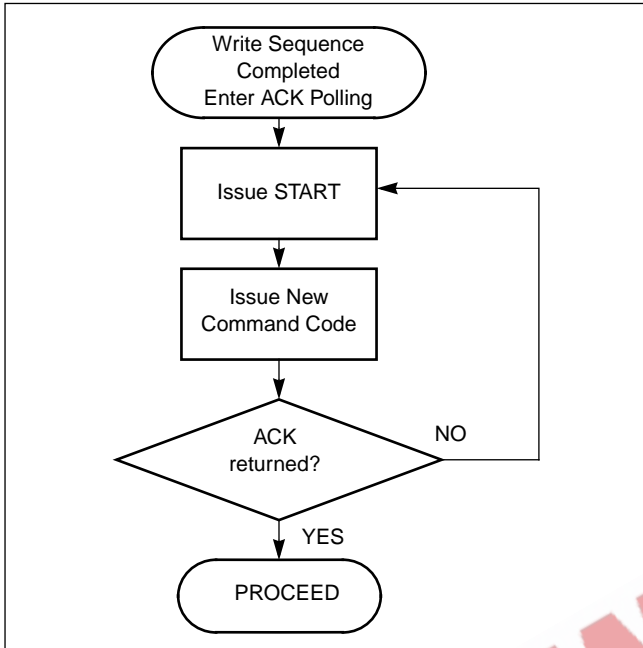 Write Sequence
Completed
Enter ACK Polling
Issue START
Issue New
Command Code
ACK
returned?
NO
YES
PROCEED